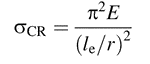 σ_CR = π²E / (l_e/r)²